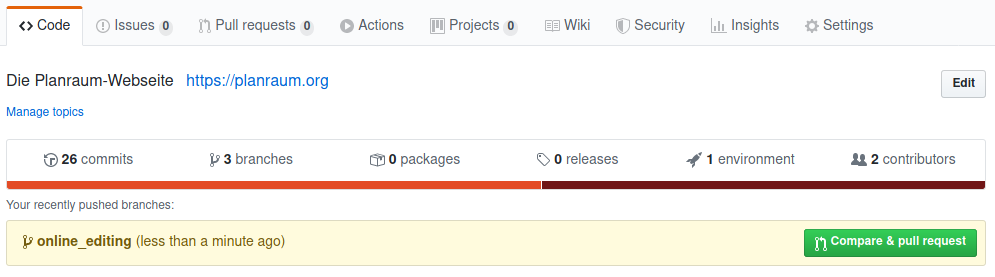 Code Issues 0 Pull requests 0 Actions Projects 0 Wiki Security Insights Settings
Die Planraum-Webseite https://planraum.org Edit
Manage topics
26 commits 3 branches 0 packages 0 releases 1 environment 2 contributors
Your recently pushed branches:
online_editing (less than a minute ago) Compare & pull request